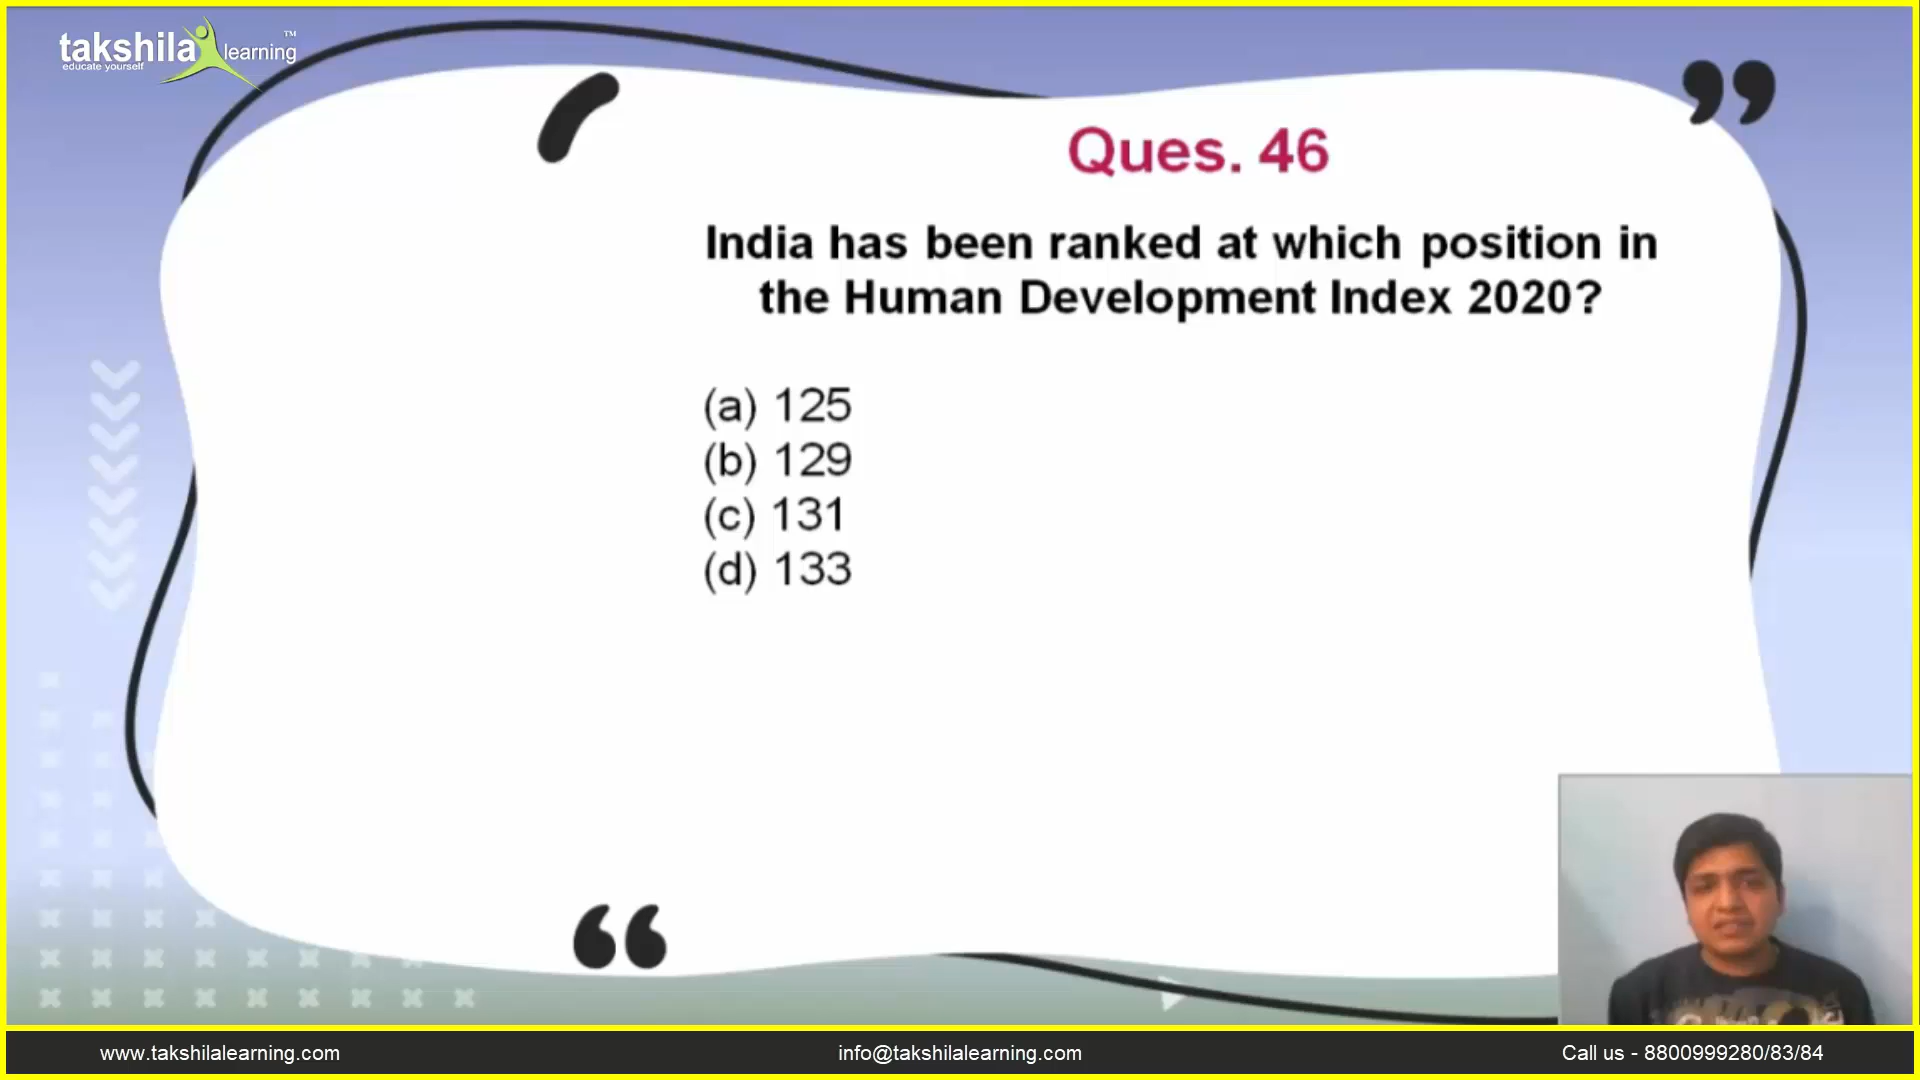 takshila learning ™
educate yourself
Ques. 46
India has been ranked at which position in
the Human Development Index 2020?
(a) 125
(b) 129
(c) 131
(d) 133
www.takshilalearning.com
info@takshilalearning.com
Call us - 8800999280/83/84